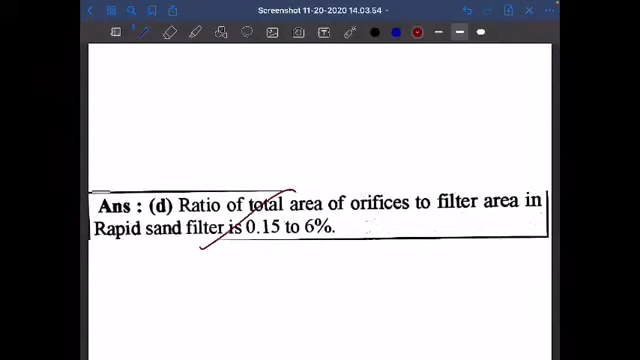 Screenshot 11-20-2020 14.03.54
Ans : (d) Ratio of total area of orifices to filter area in
Rapid sand filter is 0.15 to 6%.